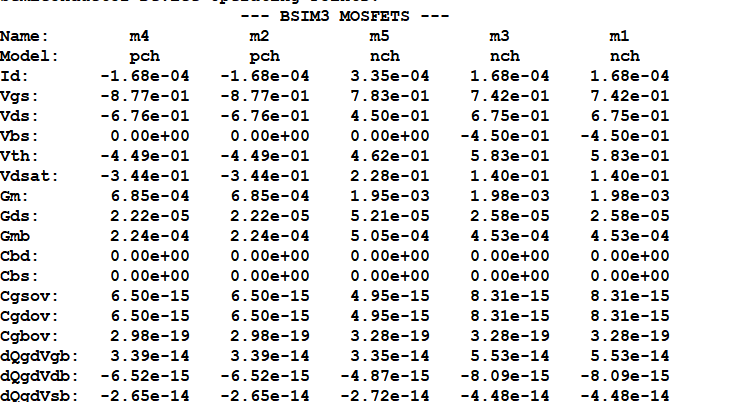 --- BSIM3 MOSFETS ---
Name: m4 m2 m5 m3 m1
Model: pch pch nch nch nch
Id: -1.68e-04 -1.68e-04 3.35e-04 1.68e-04 1.68e-04
Vgs: -8.77e-01 -8.77e-01 7.83e-01 7.42e-01 7.42e-01
Vds: -6.76e-01 -6.76e-01 4.50e-01 6.75e-01 6.75e-01
Vbs: 0.00e+00 0.00e+00 0.00e+00 -4.50e-01 -4.50e-01
Vth: -4.49e-01 -4.49e-01 4.62e-01 5.83e-01 5.83e-01
Vdsat: -3.44e-01 -3.44e-01 2.28e-01 1.40e-01 1.40e-01
Gm: 6.85e-04 6.85e-04 1.95e-03 1.98e-03 1.98e-03
Gds: 2.22e-05 2.22e-05 5.21e-05 2.58e-05 2.58e-05
Gmb 2.24e-04 2.24e-04 5.05e-04 4.53e-04 4.53e-04
Cbd: 0.00e+00 0.00e+00 0.00e+00 0.00e+00 0.00e+00
Cbs: 0.00e+00 0.00e+00 0.00e+00 0.00e+00 0.00e+00
Cgsov: 6.50e-15 6.50e-15 4.95e-15 8.31e-15 8.31e-15
Cgdov: 6.50e-15 6.50e-15 4.95e-15 8.31e-15 8.31e-15
Cgbov: 2.98e-19 2.98e-19 3.28e-19 3.28e-19 3.28e-19
dQgdVgb: 3.39e-14 3.39e-14 3.35e-14 5.53e-14 5.53e-14
dQgdVdb: -6.52e-15 -6.52e-15 -4.87e-15 -8.09e-15 -8.09e-15
dQgdVsb: -2.65e-14 -2.65e-14 -2.72e-14 -4.48e-14 -4.48e-14